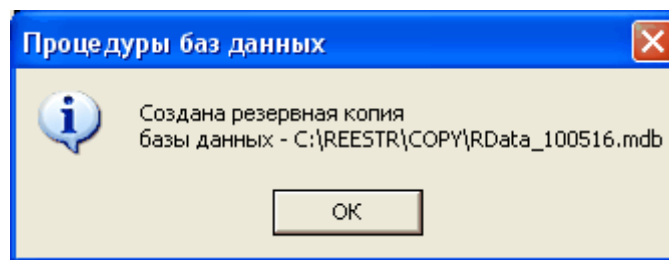 Процедуры баз данных
Создана резервная копия
базы данных - C:\REESTR\COPY\RData_100516.mdb
OK